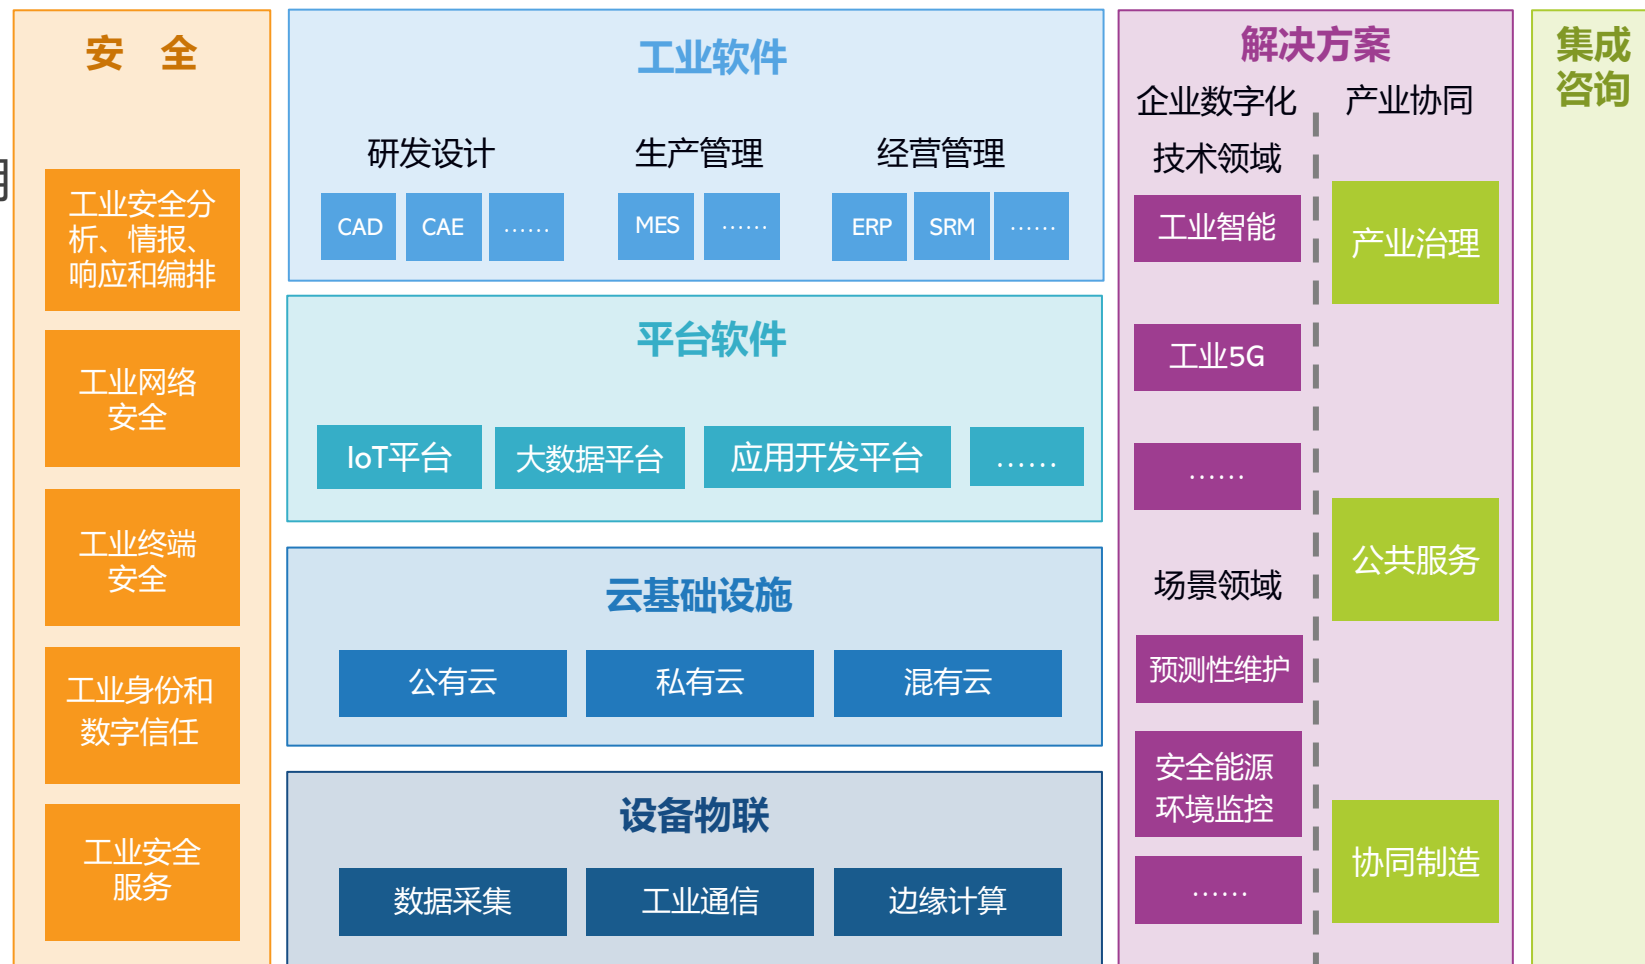 安 全
工业安全分
析、情报、
响应和编排
工业网络
安全
工业终端
安全
工业身份和
数字信任
工业安全
服务
工业软件
研发设计
生产管理
经营管理
CAD
CAE
……
MES
……
ERP
SRM
……
平台软件
IoT平台
大数据平台
应用开发平台
……
云基础设施
公有云
私有云
混有云
设备物联
数据采集
工业通信
边缘计算
解决方案
企业数字化
技术领域
工业智能
工业5G
……
场景领域
预测性维护
安全能源
环境监控
……
产业协同
产业治理
公共服务
协同制造
集成
咨询